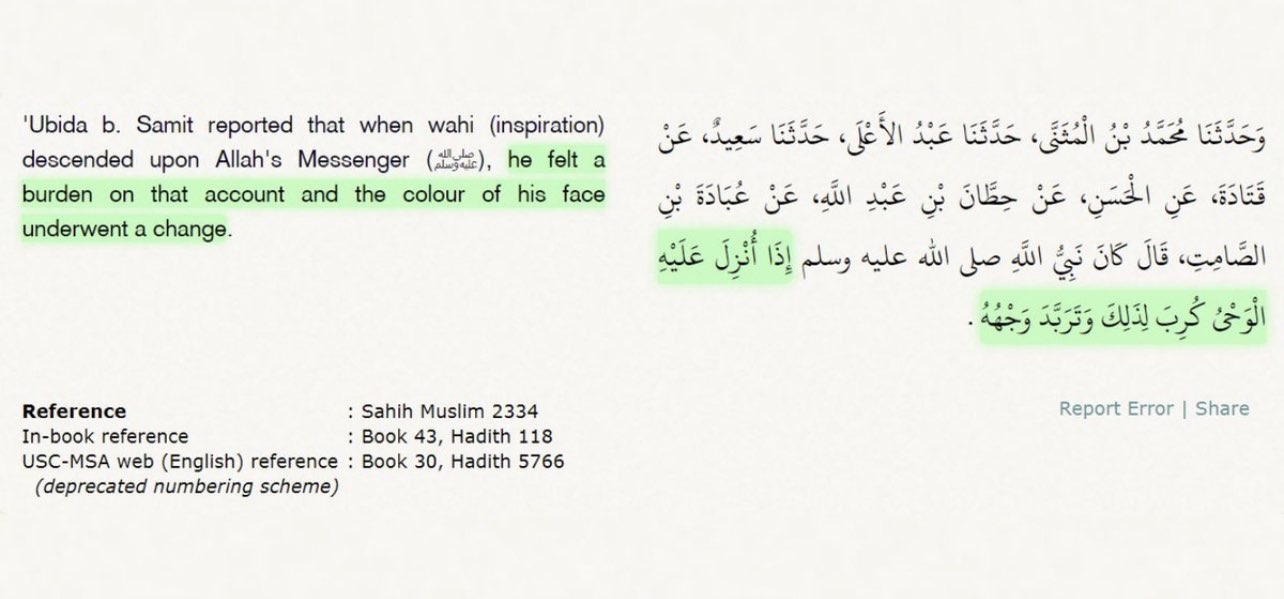 'Ubida b. Samit reported that when wahi (inspiration)
descended upon Allah's Messenger (ﷺ), he felt a
burden on that account and the colour of his face
underwent a change.
وَحَدَّثَنَا مُحَمَّدُ بْنُ الْمُثَنَّى، حَدَّثَنَا عَبْدُ الأَعْلَى، حَدَّثَنَا سَعِيدٌ، عَنْ
قَتَادَةَ، عَنِ الْحَسَنِ، عَنْ حِطَّانَ بْنِ عَبْدِ اللَّهِ، عَنْ عُبَادَةَ بْنِ
الصَّامِتِ، قَالَ كَانَ نَبِيُّ اللَّهِ صلى الله عليه وسلم إِذَا أُنْزِلَ عَلَيْهِ
الْوَحْىُ كُرِبَ لِذَلِكَ وَتَرَبَّدَ وَجْهُهُ ‏.‏
Reference : Sahih Muslim 2334
In-book reference : Book 43, Hadith 118
USC-MSA web (English) reference : Book 30, Hadith 5766
(deprecated numbering scheme)
Report Error | Share